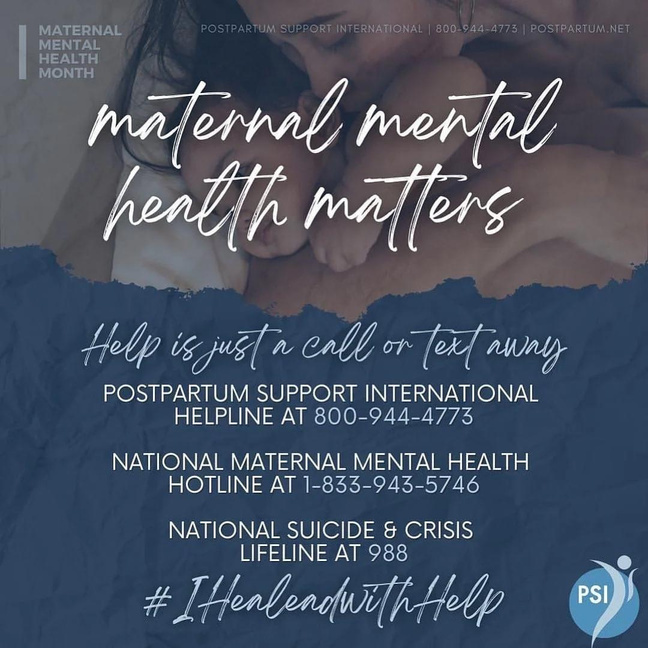 MATERNAL
MENTAL
HEALTH
MONTH
POSTPARTUM SUPPORT INTERNATIONAL | 800-944-4773 | POSTPARTUM.NET
maternal mental
health matters
Help is just a call or text away
POSTPARTUM SUPPORT INTERNATIONAL
HELPLINE AT 800-944-4773
NATIONAL MATERNAL MENTAL HEALTH
HOTLINE AT 1-833-943-5746
NATIONAL SUICIDE & CRISIS
LIFELINE AT 988
#IHealeadwithHelp
PSI